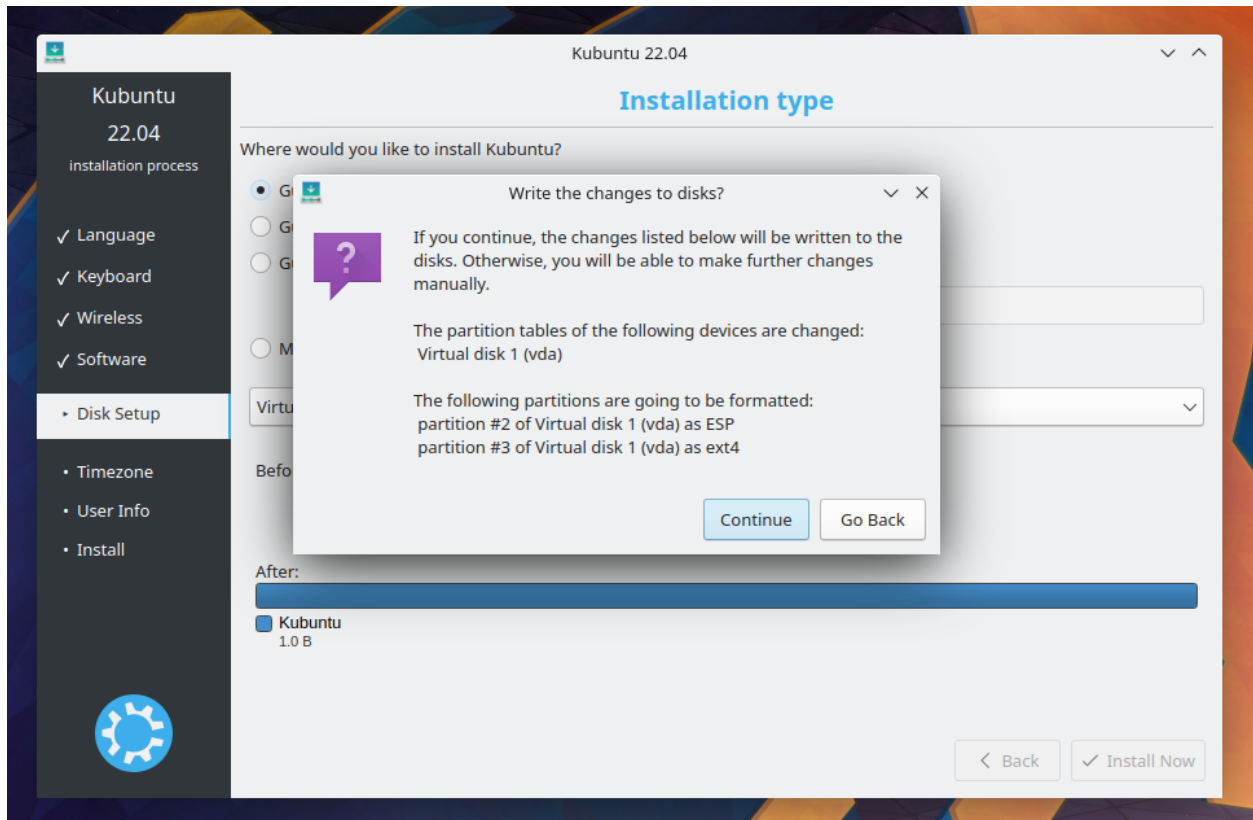 Kubuntu 22.04
Kubuntu
22.04
installation process
✓ Language
✓ Keyboard
✓ Wireless
✓ Software
‣ Disk Setup
• Timezone
• User Info
• Install
Installation type
Where would you like to install Kubuntu?
Write the changes to disks?
If you continue, the changes listed below will be written to the
disks. Otherwise, you will be able to make further changes
manually.
The partition tables of the following devices are changed:
Virtual disk 1 (vda)
The following partitions are going to be formatted:
partition #2 of Virtual disk 1 (vda) as ESP
partition #3 of Virtual disk 1 (vda) as ext4
Continue
Go Back
After:
Kubuntu
1.0 B
Back
Install Now